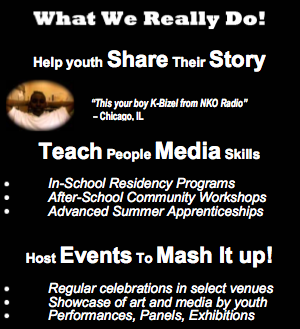 What We Really Do!
Help youth Share Their Story
"This your boy K-Bizel from NKO Radio"
– Chicago, IL
Teach People Media Skills
• In-School Residency Programs
• After-School Community Workshops
• Advanced Summer Apprenticeships
Host Events To Mash It up!
• Regular celebrations in select venues
• Showcase of art and media by youth
• Performances, Panels, Exhibitions